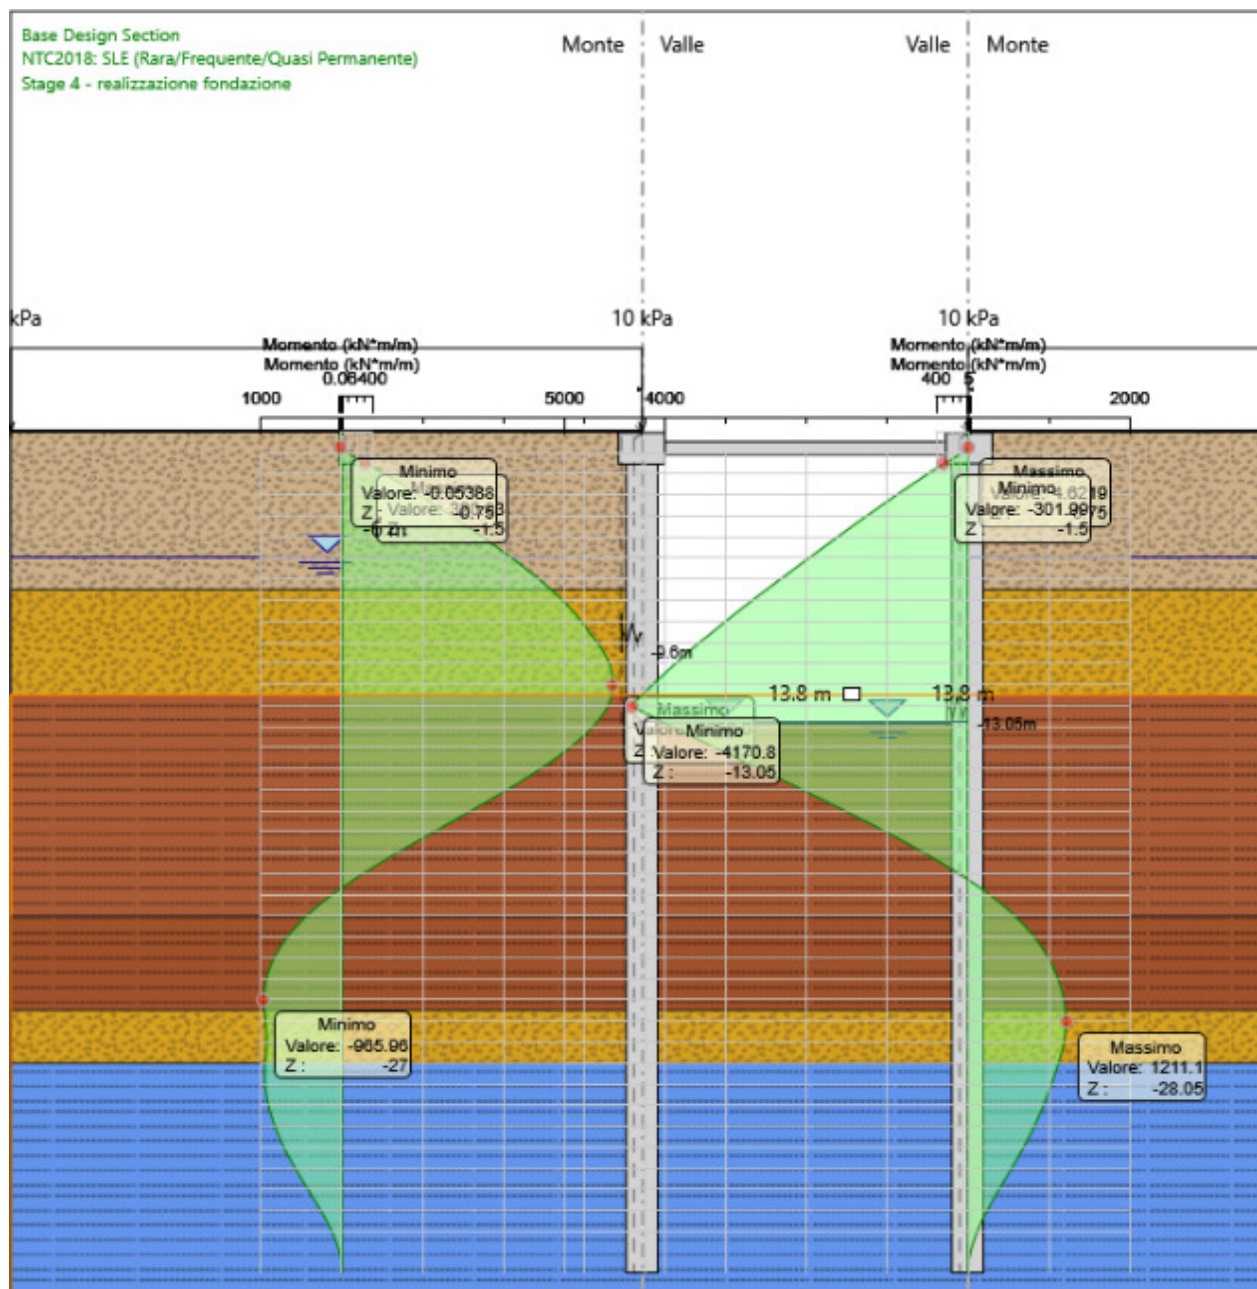 Base Design Section
NTC2018: SLE (Rara/Frequente/Quasi Permanente)
Stage 4 - realizzazione fondazione
Monte Valle Valle Monte
kPa 10 kPa 10 kPa
Momento (kN*m/m) Momento (kN*m/m)
Momento (kN*m/m) Momento (kN*m/m)
0.06400 400 5
1000 5000 4000 2000
Minimo
Valore: -0.05388
Z : -0.75
Valore:
-1.5
Massimo
4.6219
Minimo
Valore: -301.99
Z : -1.5
-9.6m
13.8 m 13.8 m
-13.05m
Massimo
Minimo
Valore: -4170.8
Z : -13.05
Minimo
Valore: -965.96
Z : -27
Massimo
Valore: 1211.1
Z : -28.05